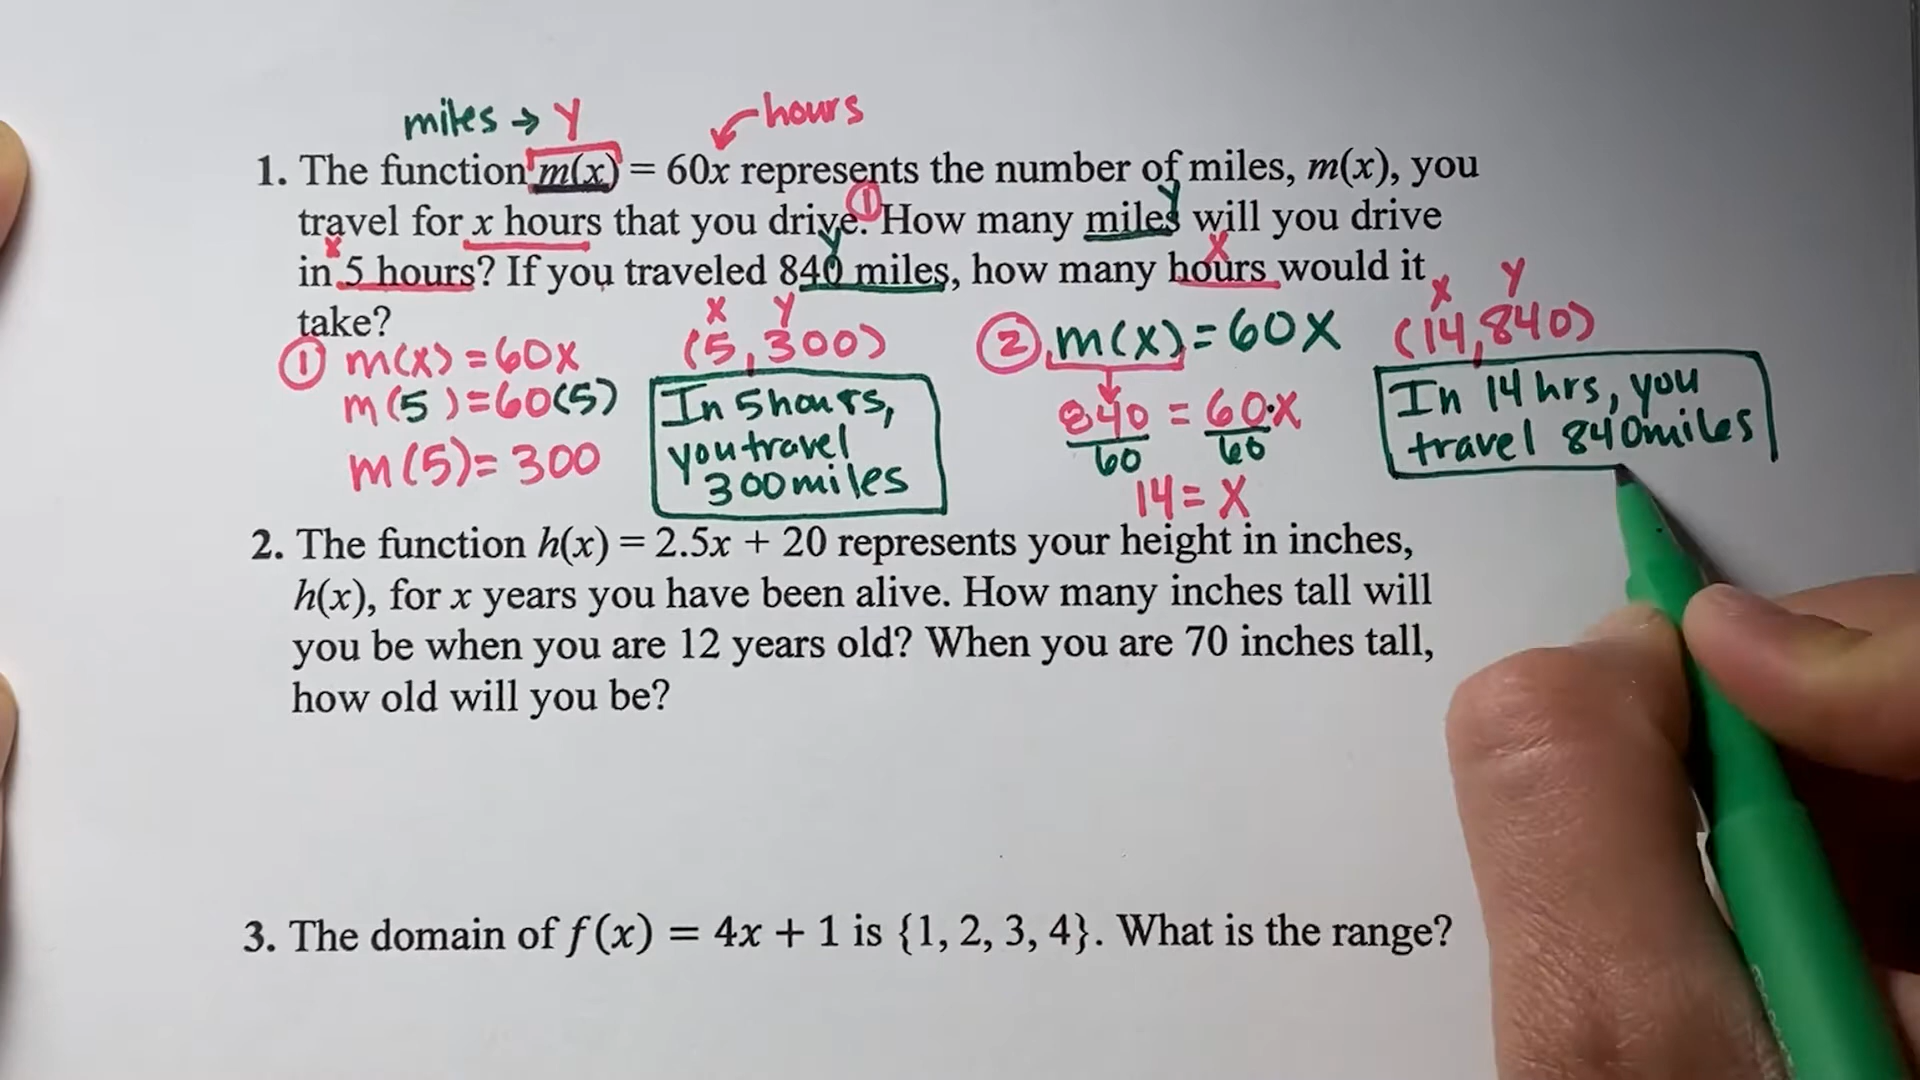 miles → Y
hours
1. The function m(x) = 60x represents the number of miles, m(x), you
travel for x hours that you drive. ① How many miles will you drive
Y
Y
x
X
in 5 hours? If you traveled 840 miles, how many hours would it
take?
① m(x) = 60x
m(5) = 60(5)
m(5) = 300
X Y
(5, 300)
In 5 hours,
you travel
300 miles
② m(x) = 60X
840 = 60·X
60 60
14 = X
X Y
(14, 840)
In 14 hrs, you
travel 840 miles
2. The function h(x) = 2.5x + 20 represents your height in inches,
h(x), for x years you have been alive. How many inches tall will
you be when you are 12 years old? When you are 70 inches tall,
how old will you be?
3. The domain of f(x) = 4x + 1 is {1, 2, 3, 4}. What is the range?